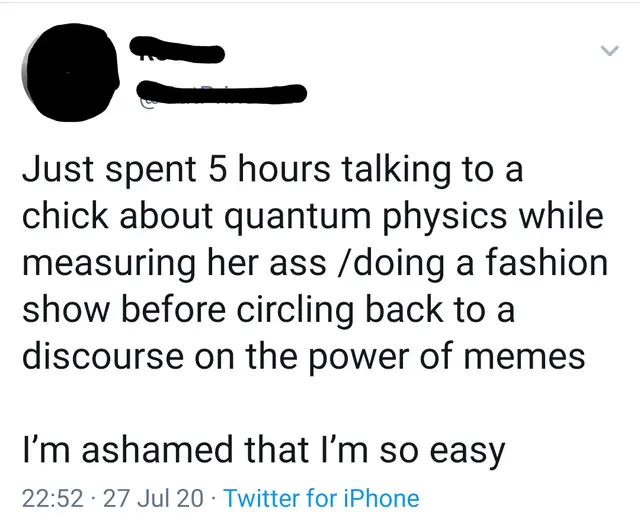 Just spent 5 hours talking to a
chick about quantum physics while
measuring her ass /doing a fashion
show before circling back to a
discourse on the power of memes
I'm ashamed that I'm so easy
22:52 · 27 Jul 20 · Twitter for iPhone